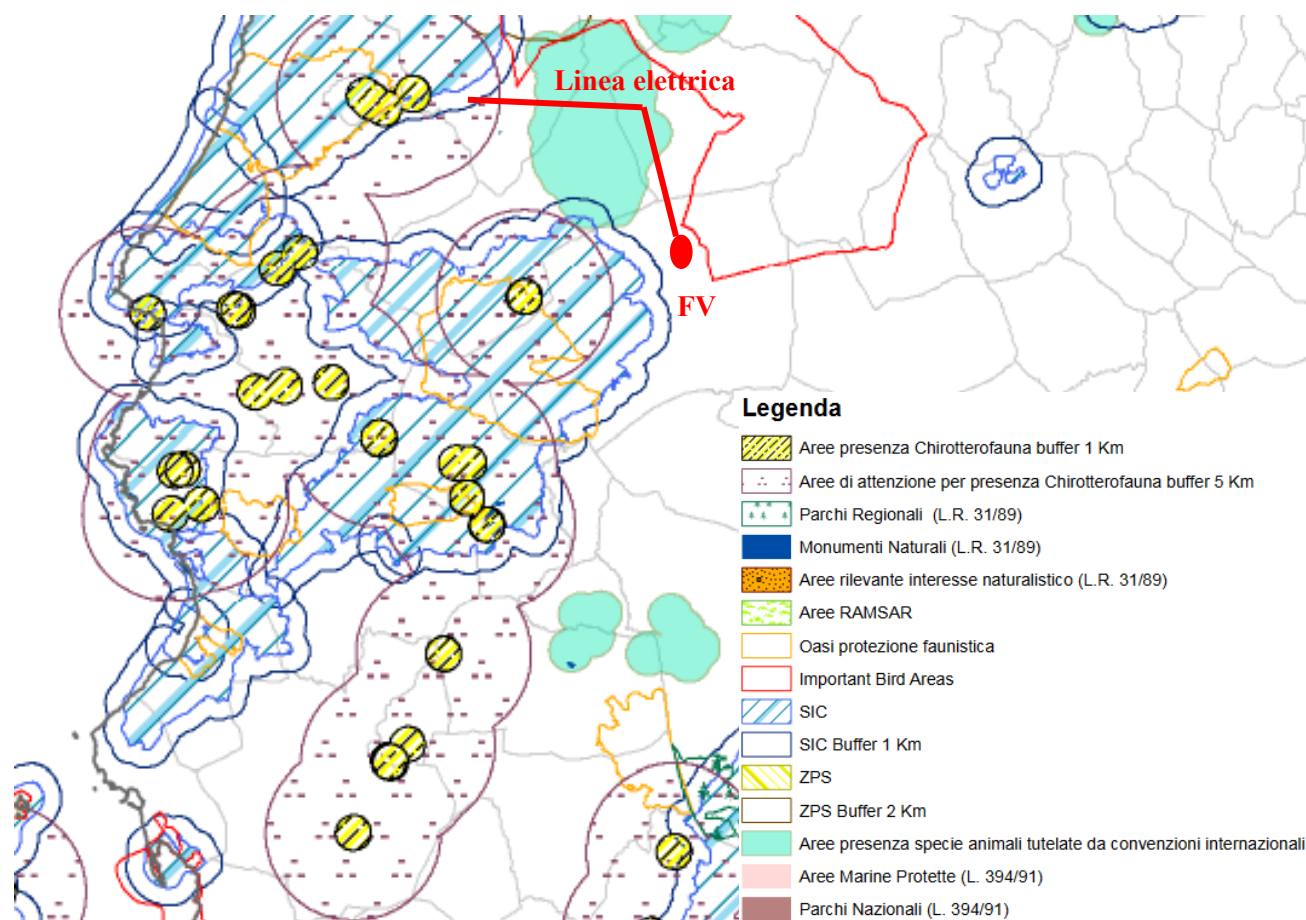 Linea elettrica
FV
Legenda
Aree presenza Chirotterofauna buffer 1 Km
Aree di attenzione per presenza Chirotterofauna buffer 5 Km
Parchi Regionali (L.R. 31/89)
Monumenti Naturali (L.R. 31/89)
Aree rilevante interesse naturalistico (L.R. 31/89)
Aree RAMSAR
Oasi protezione faunistica
Important Bird Areas
SIC
SIC Buffer 1 Km
ZPS
ZPS Buffer 2 Km
Aree presenza specie animali tutelate da convenzioni internazionali
Aree Marine Protette (L. 394/91)
Parchi Nazionali (L. 394/91)